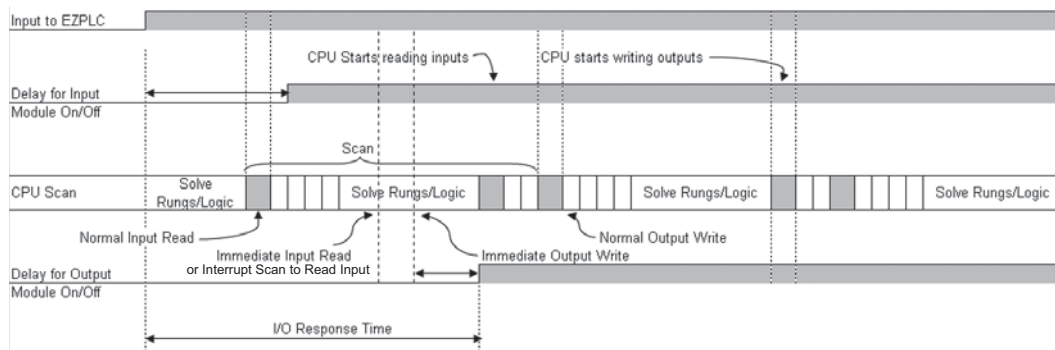 Input to EZPLC
CPU Starts reading inputs
CPU starts writing outputs
Delay for Input
Module On/Off
Scan
CPU Scan
Solve
Rungs/Logic
Solve Rungs/Logic
Solve Rungs/Logic
Solve Rungs/Logic
Normal Input Read
Normal Output Write
Immediate Input Read
or Interrupt Scan to Read Input
Immediate Output Write
Delay for Output
Module On/Off
I/O Response Time